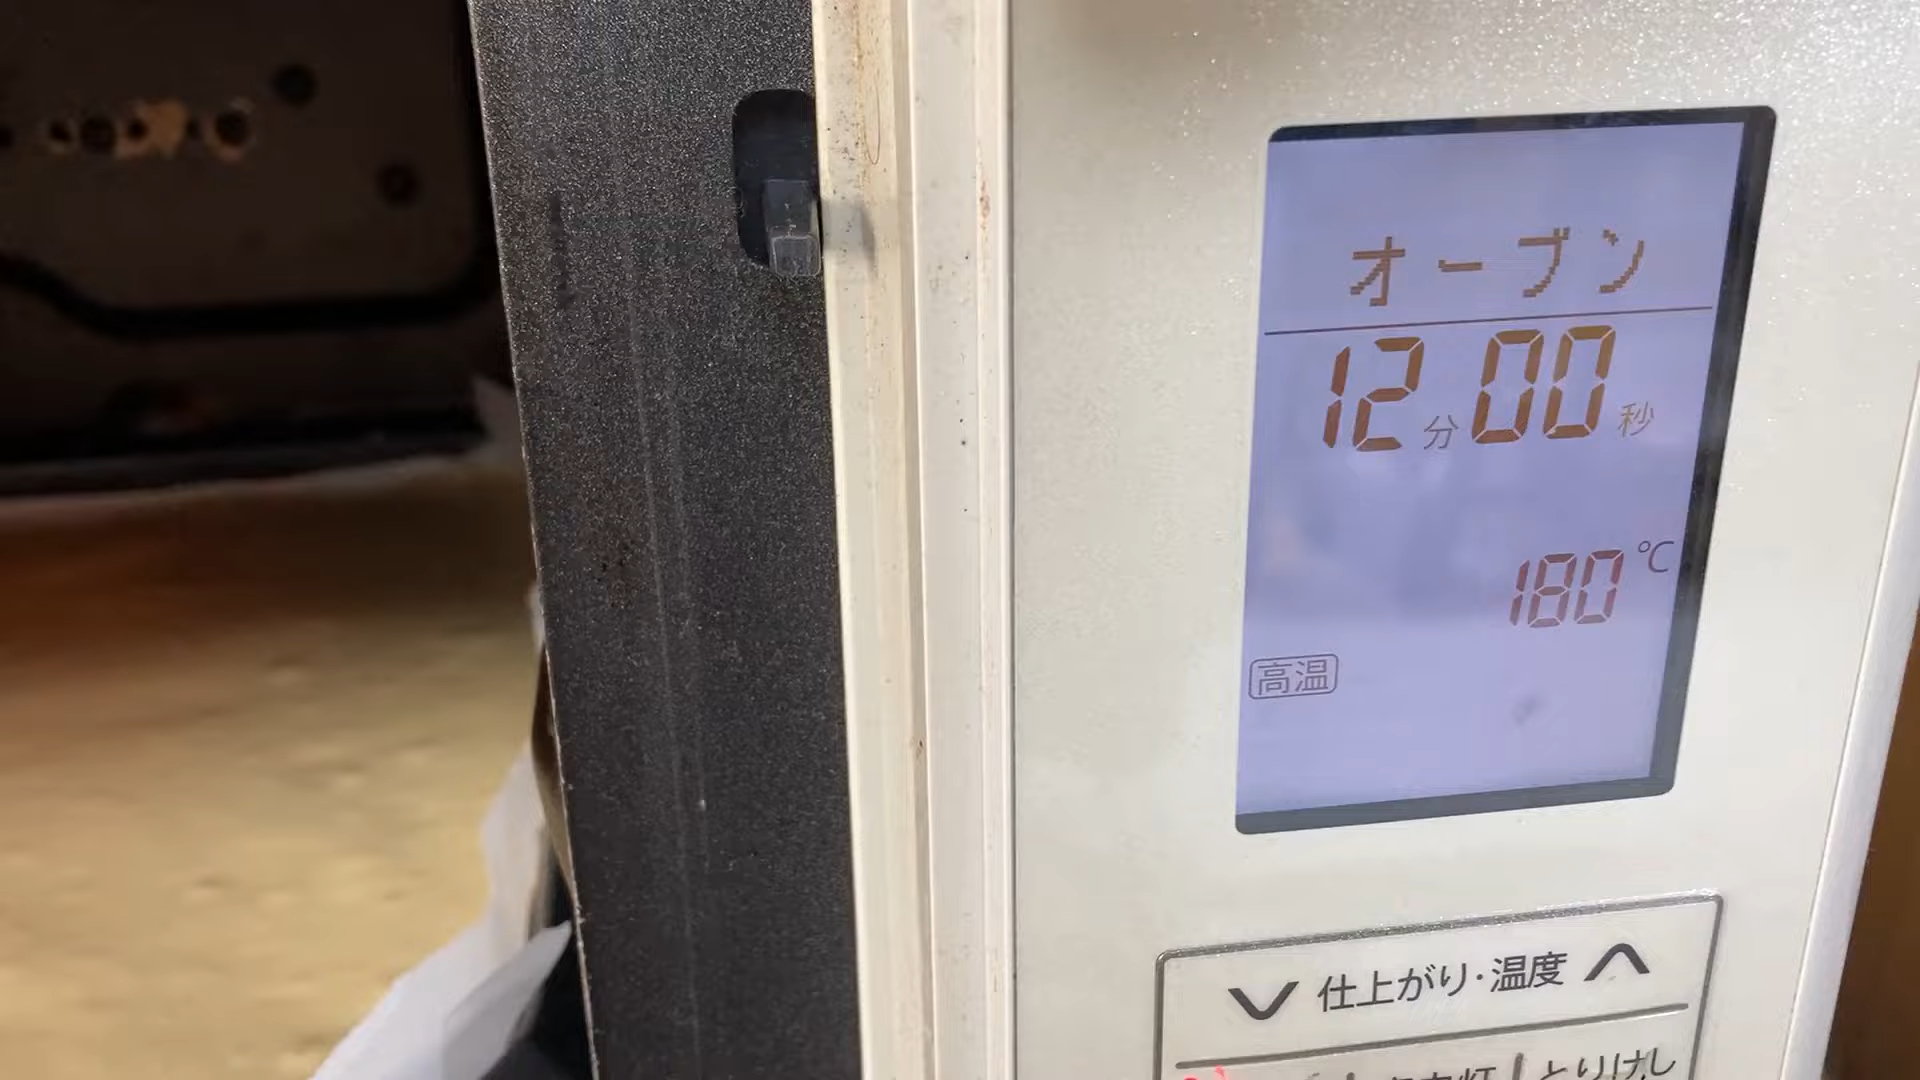 オーブン
12分00秒
180℃
高温
∨ 仕上がり・温度 ∧
とりけし